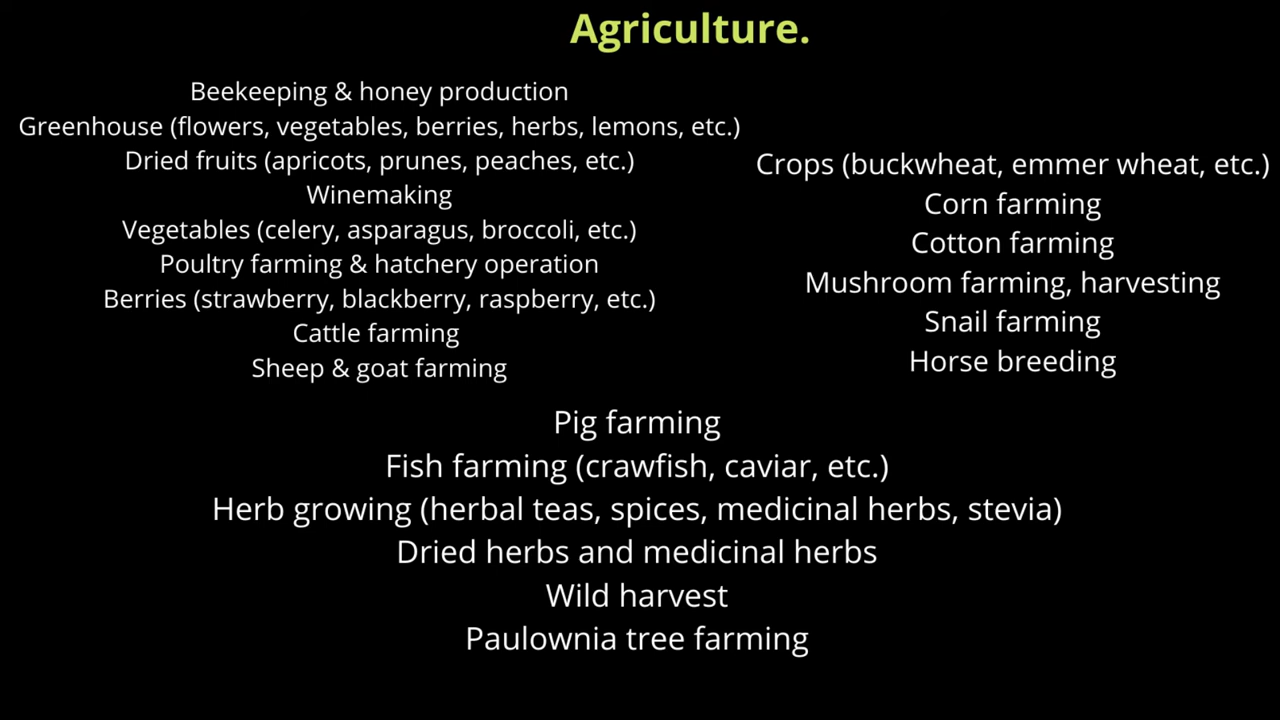 Agriculture.
Beekeeping & honey production
Greenhouse (flowers, vegetables, berries, herbs, lemons, etc.)
Dried fruits (apricots, prunes, peaches, etc.)
Winemaking
Vegetables (celery, asparagus, broccoli, etc.)
Poultry farming & hatchery operation
Berries (strawberry, blackberry, raspberry, etc.)
Cattle farming
Sheep & goat farming
Crops (buckwheat, emmer wheat, etc.)
Corn farming
Cotton farming
Mushroom farming, harvesting
Snail farming
Horse breeding
Pig farming
Fish farming (crawfish, caviar, etc.)
Herb growing (herbal teas, spices, medicinal herbs, stevia)
Dried herbs and medicinal herbs
Wild harvest
Paulownia tree farming